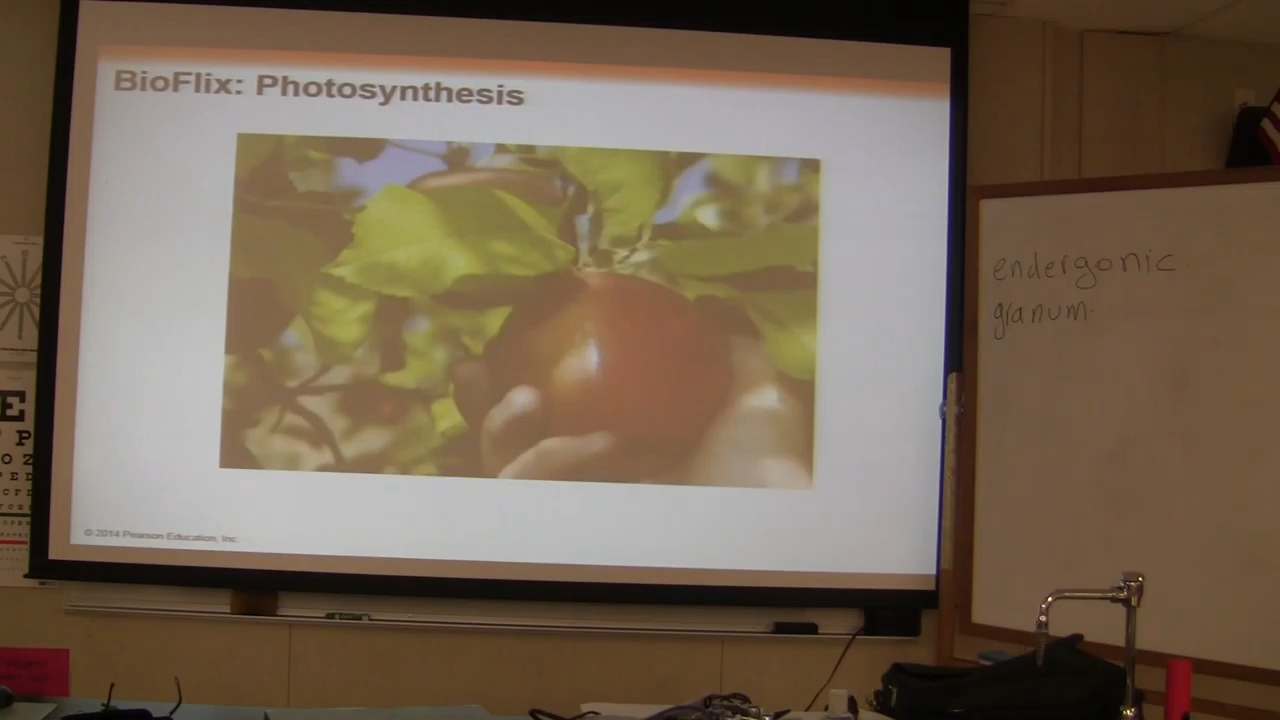 BioFlix: Photosynthesis
© 2014 Pearson Education, Inc.
endergonic
granum
E
P
O Z